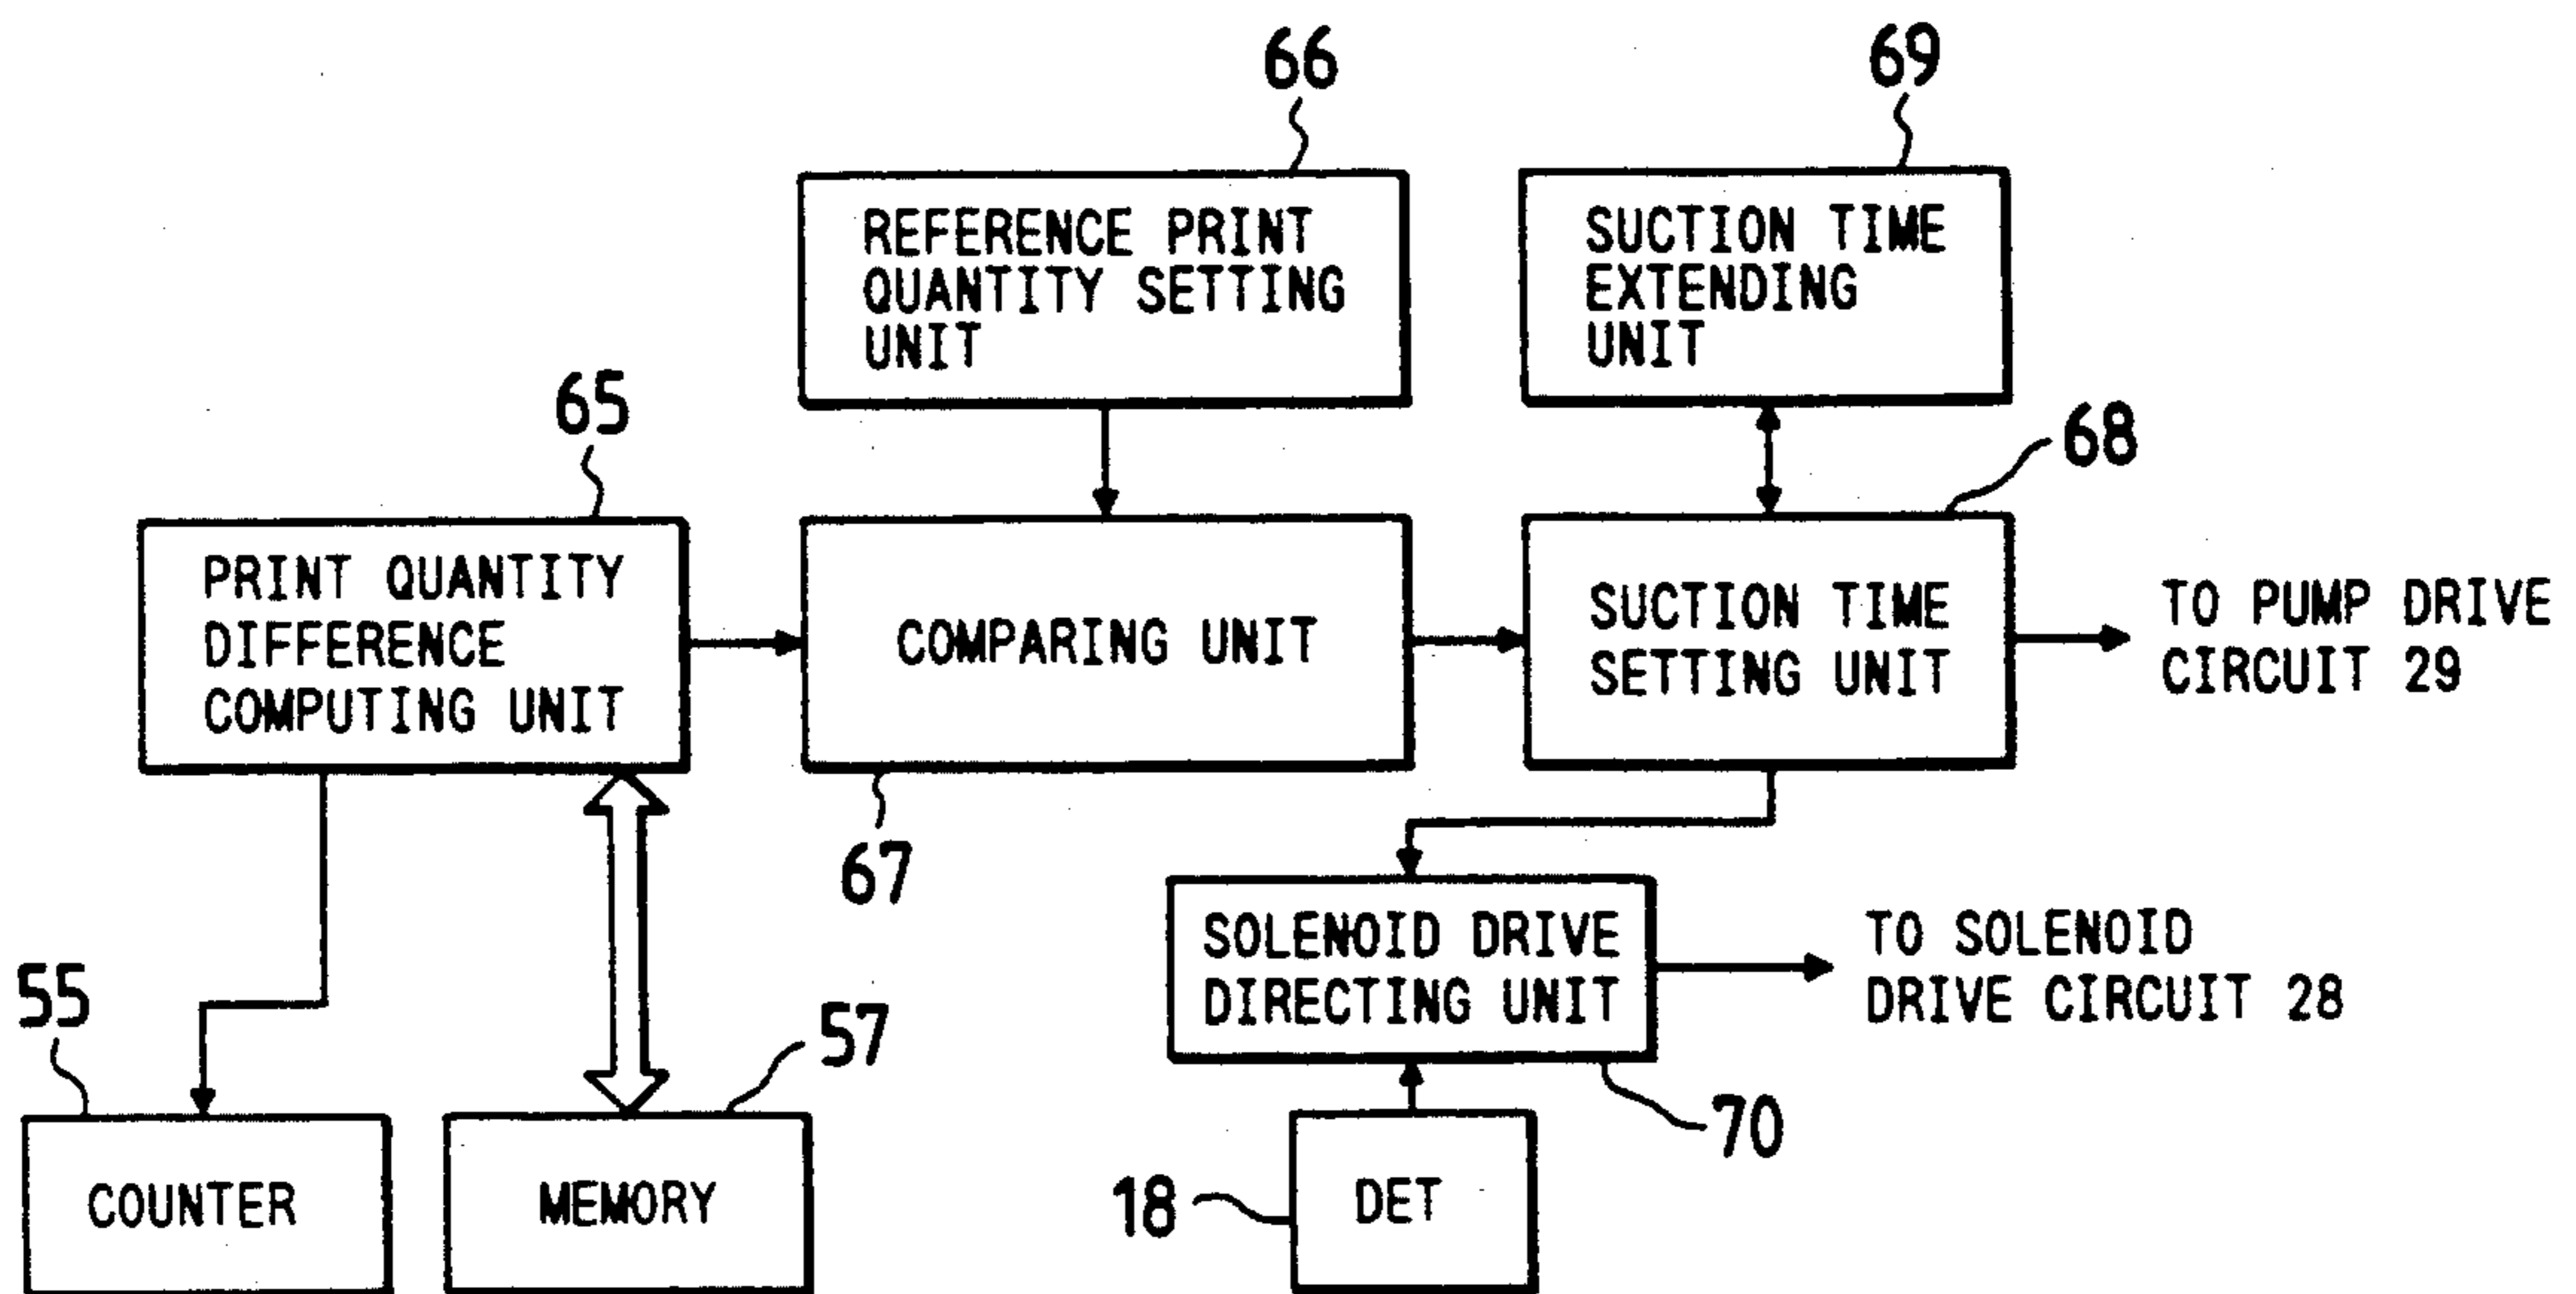 66
69
REFERENCE PRINT
QUANTITY SETTING
UNIT
SUCTION TIME
EXTENDING
UNIT
65
68
PRINT QUANTITY
DIFFERENCE
COMPUTING UNIT
COMPARING UNIT
SUCTION TIME
SETTING UNIT
TO PUMP DRIVE
CIRCUIT 29
67
SOLENOID DRIVE
DIRECTING UNIT
TO SOLENOID
DRIVE CIRCUIT 28
55
57
70
COUNTER
MEMORY
18
DET